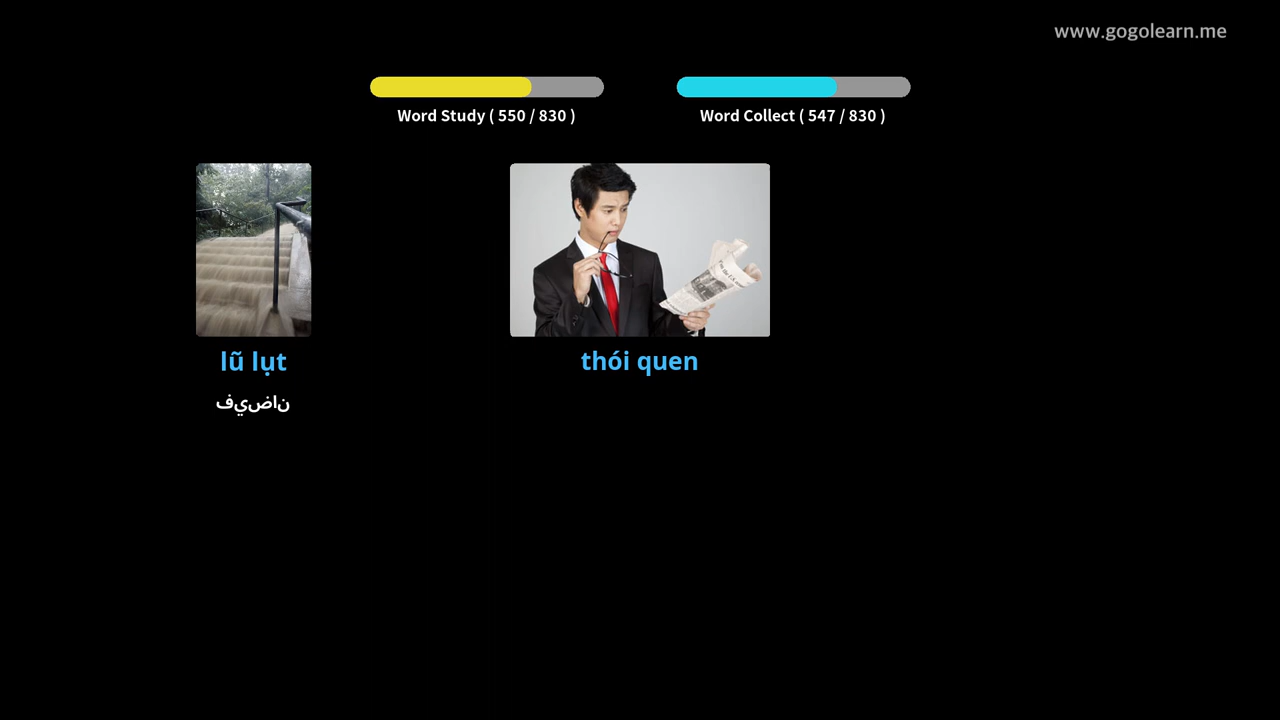 www.gogolearn.me
Word Study ( 550 / 830 )
Word Collect ( 547 / 830 )
lũ lụt
thói quen
فيضان